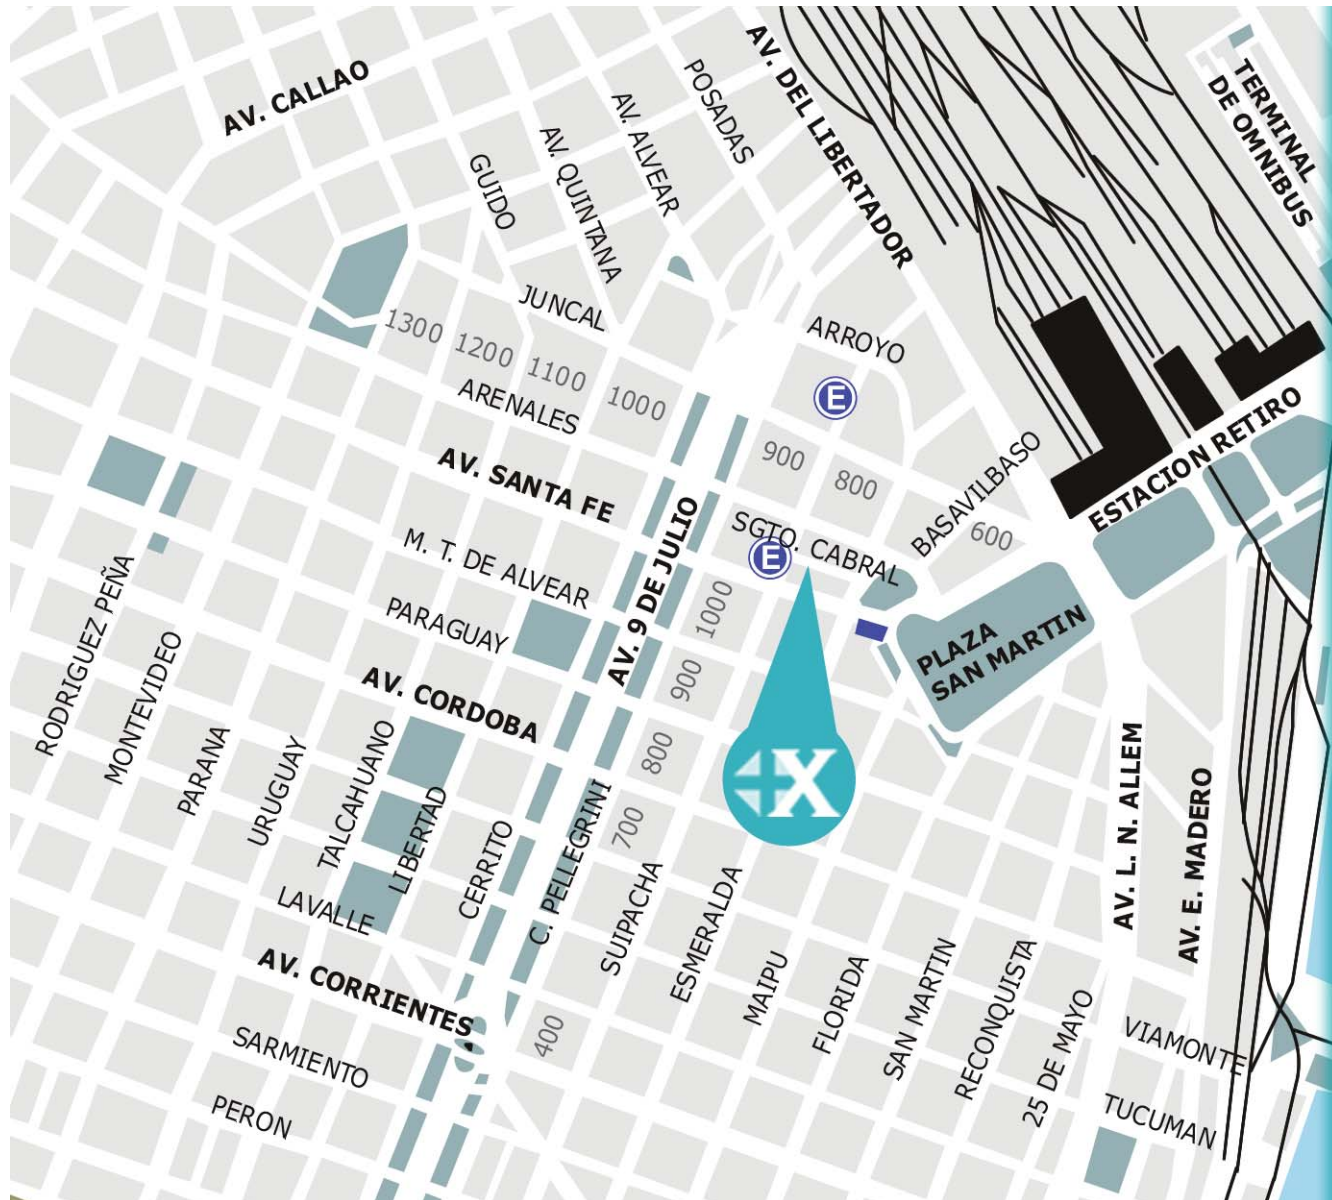 AV. CALLAO
GUIDO
AV. QUINTANA
AV. ALVEAR
POSADAS
AV. DEL LIBERTADOR
TERMINAL
DE OMNIBUS
JUNCAL
ARROYO
1300
1200
1100
1000
ARENALES
E
900
800
600
AV. SANTA FE
BASAVILBASO
ESTACION RETIRO
SGTO. CABRAL
E
M. T. DE ALVEAR
PARAGUAY
AV. 9 DE JULIO
1000
900
800
700
PLAZA
SAN MARTIN
AV. CORDOBA
RODRIGUEZ PEÑA
MONTEVIDEO
PARANA
URUGUAY
TALCAHUANO
LIBERTAD
CERRITO
C. PELLEGRINI
SUIPACHA
ESMERALDA
MAIPU
FLORIDA
SAN MARTIN
RECONQUISTA
25 DE MAYO
AV. L. N. ALLEM
AV. E. MADERO
X
LAVALLE
AV. CORRIENTES
400
SARMIENTO
PERON
VIAMONTE
TUCUMAN